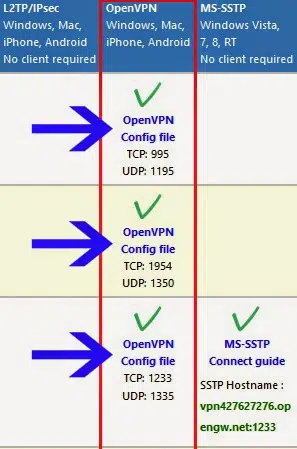 L2TP/IPsec
Windows, Mac,
iPhone, Android
No client required
OpenVPN
Windows, Mac,
iPhone, Android
MS-SSTP
Windows Vista,
7, 8, RT
No client required
OpenVPN
Config file
TCP: 995
UDP: 1195
OpenVPN
Config file
TCP: 1954
UDP: 1350
OpenVPN
Config file
TCP: 1233
UDP: 1335
MS-SSTP
Connect guide
SSTP Hostname :
vpn427627276.op
engw.net:1233